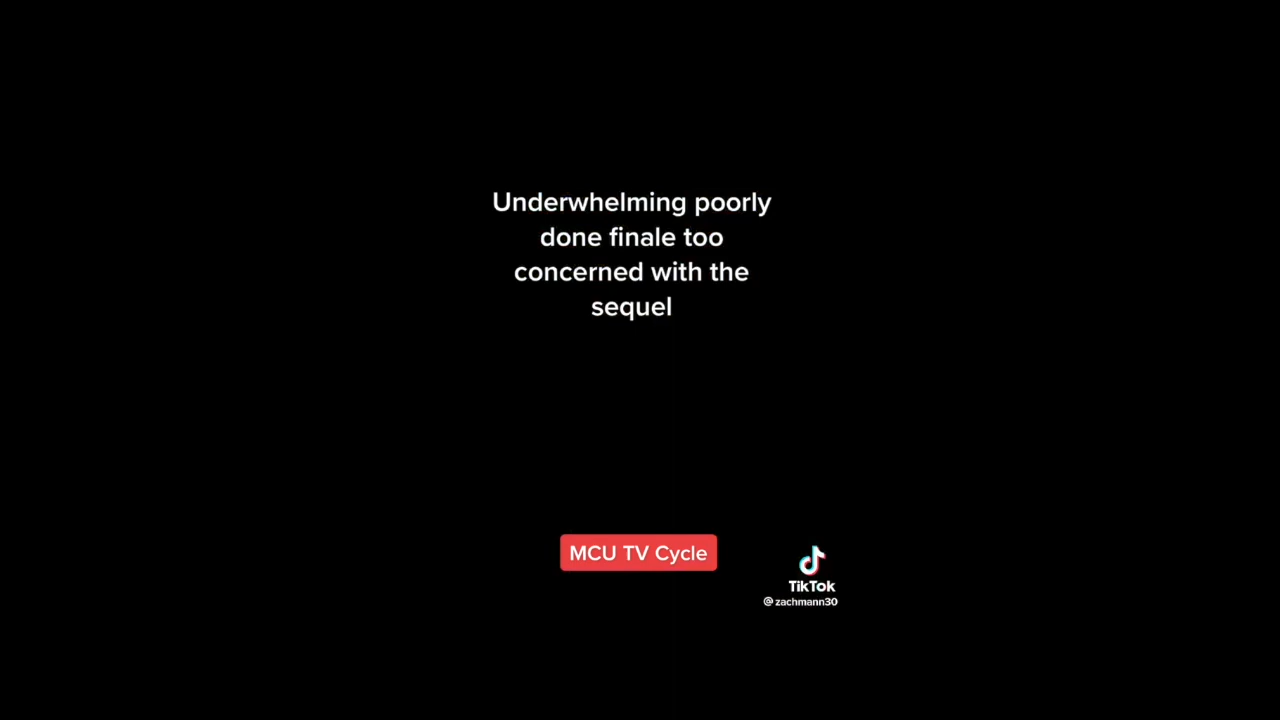 Underwhelming poorly
done finale too
concerned with the
sequel
MCU TV Cycle
TikTok
@zachmann30